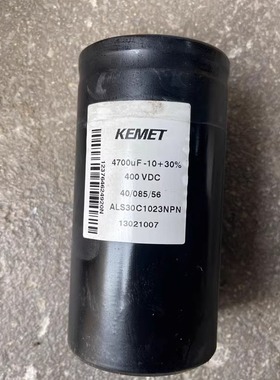 KEMET
4700uF -10 +30%
400 VDC
40/085/56
ALS30C1023NPN
13021007